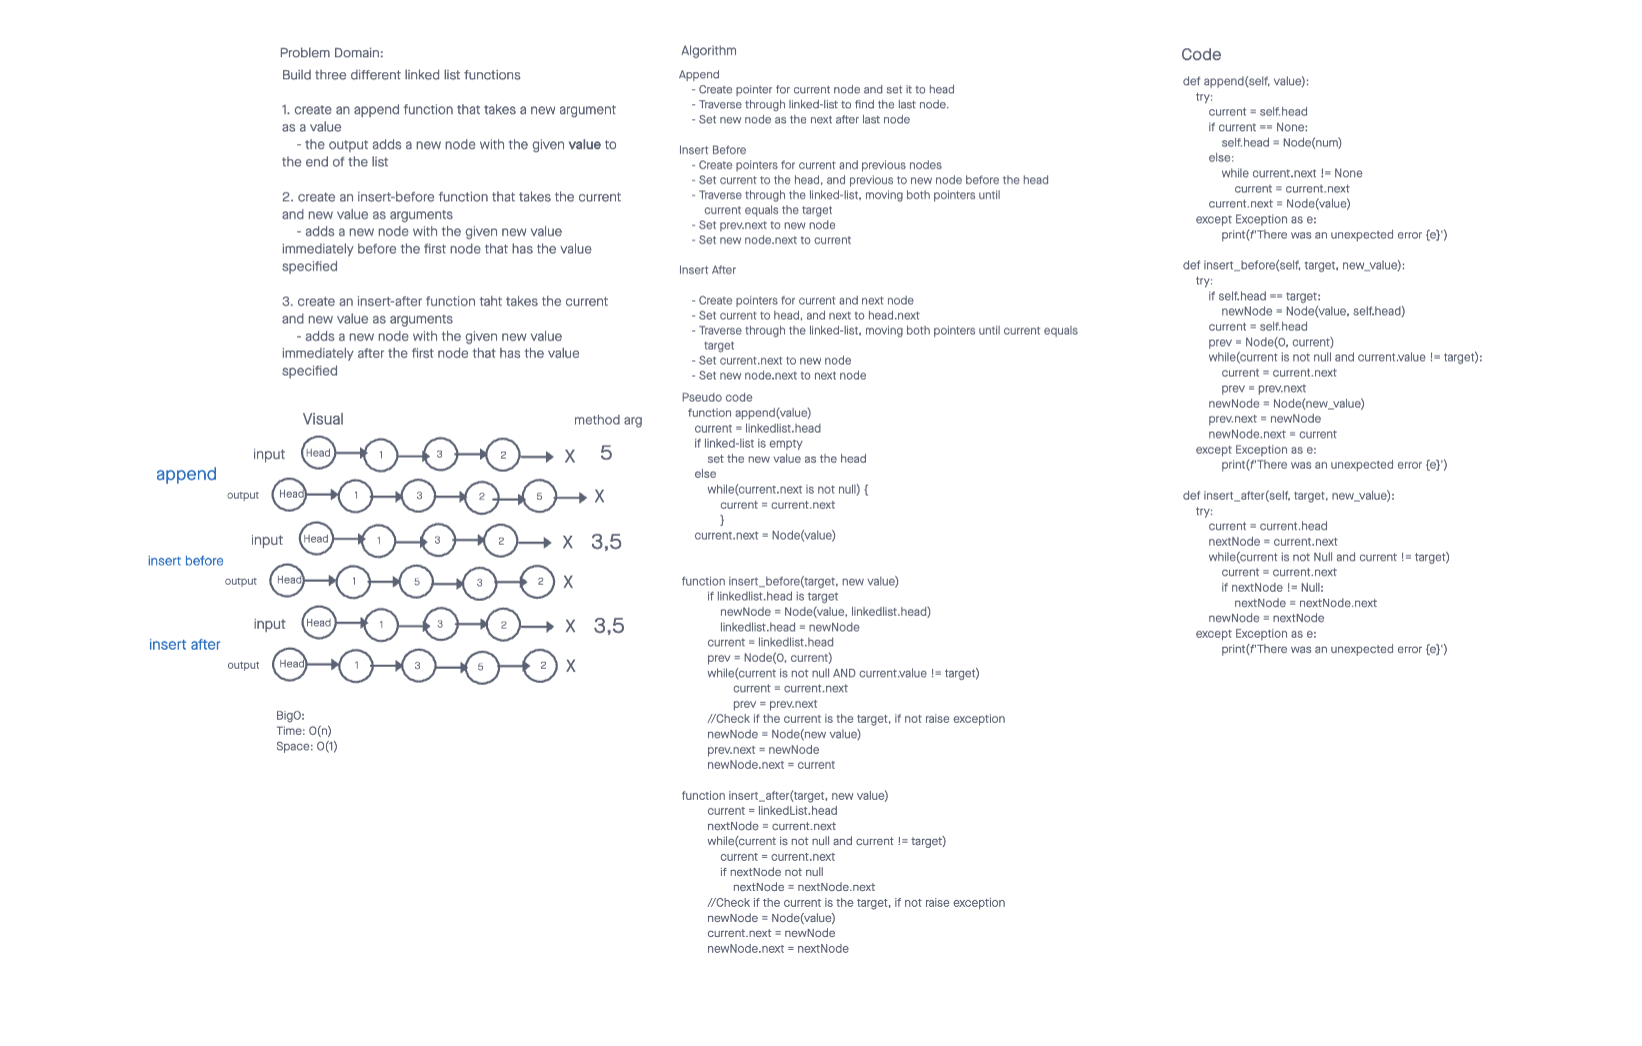 Problem Domain:
Build three different linked list functions
1. create an append function that takes a new argument
as a value
- the output adds a new node with the given value to
the end of the list
2. create an insert-before function that takes the current
and new value as arguments
- adds a new node with the given new value
immediately before the first node that has the value
specified
3. create an insert-after function taht takes the current
and new value as arguments
- adds a new node with the given new value
immediately after the first node that has the value
specified
Visual
method arg
append
input Head 1 3 2 X 5
output Head 1 3 2 5 X
insert before
input Head 1 3 2 X 3,5
output Head 1 5 3 2 X
insert after
input Head 1 3 2 X 3,5
output Head 1 3 5 2 X
BigO:
Time: O(n)
Space: O(1)
Algorithm
Append
- Create pointer for current node and set it to head
- Traverse through linked-list to find the last node.
- Set new node as the next after last node
Insert Before
- Create pointers for current and previous nodes
- Set current to the head, and previous to new node before the head
- Traverse through the linked-list, moving both pointers until
current equals the target
- Set prev.next to new node
- Set new node.next to current
Insert After
- Create pointers for current and next node
- Set current to head, and next to head.next
- Traverse through the linked-list, moving both pointers until current equals
target
- Set current.next to new node
- Set new node.next to next node
Pseudo code
function append(value)
current = linkedlist.head
if linked-list is empty
set the new value as the head
else
while(current.next is not null) {
current = current.next
}
current.next = Node(value)
function insert_before(target, new value)
if linkedlist.head is target
newNode = Node(value, linkedlist.head)
linkedlist.head = newNode
current = linkedlist.head
prev = Node(0, current)
while(current is not null AND current.value != target)
current = current.next
prev = prev.next
//Check if the current is the target, if not raise exception
newNode = Node(new value)
prev.next = newNode
newNode.next = current
function insert_after(target, new value)
current = linkedList.head
nextNode = current.next
while(current is not null and current != target)
current = current.next
if nextNode not null
nextNode = nextNode.next
//Check if the current is the target, if not raise exception
newNode = Node(value)
current.next = newNode
newNode.next = nextNode
Code
def append(self, value):
try:
current = self.head
if current == None:
self.head = Node(num)
else:
while current.next != None
current = current.next
current.next = Node(value)
except Exception as e:
print(f'There was an unexpected error {e}')
def insert_before(self, target, new_value):
try:
if self.head == target:
newNode = Node(value, self.head)
current = self.head
prev = Node(0, current)
while(current is not null and current.value != target):
current = current.next
prev = prev.next
newNode = Node(new_value)
prev.next = newNode
newNode.next = current
except Exception as e:
print(f'There was an unexpected error {e}')
def insert_after(self, target, new_value):
try:
current = current.head
nextNode = current.next
while(current is not Null and current != target)
current = current.next
if nextNode != Null:
nextNode = nextNode.next
newNode = nextNode
except Exception as e:
print(f'There was an unexpected error {e}')